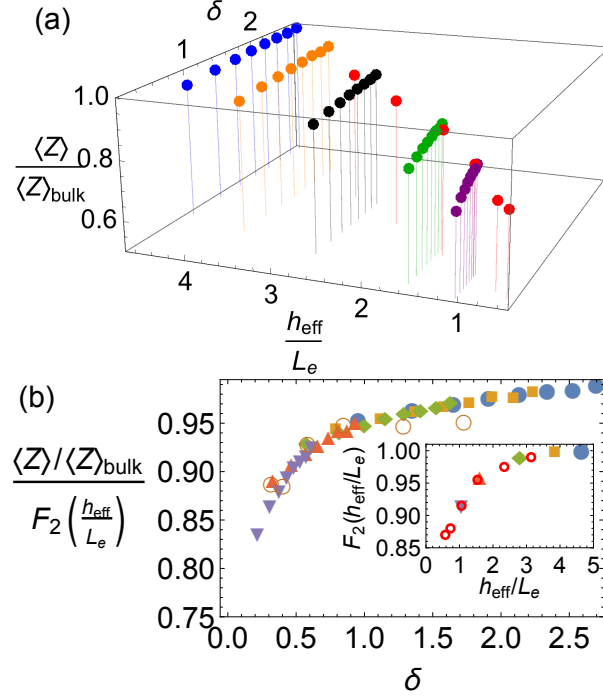 (a)
δ
1
2
1.0
0.8
0.6
⟨Z⟩
⟨Z⟩bulk
4
3
2
1
heff
Le
(b)
⟨Z⟩/⟨Z⟩bulk
F2(heff/Le)
0.95
0.90
0.85
0.80
0.75
0.0 0.5 1.0 1.5 2.0 2.5
δ
F2(heff/Le)
1.00
0.95
0.90
0.85
0 1 2 3 4 5
heff/Le